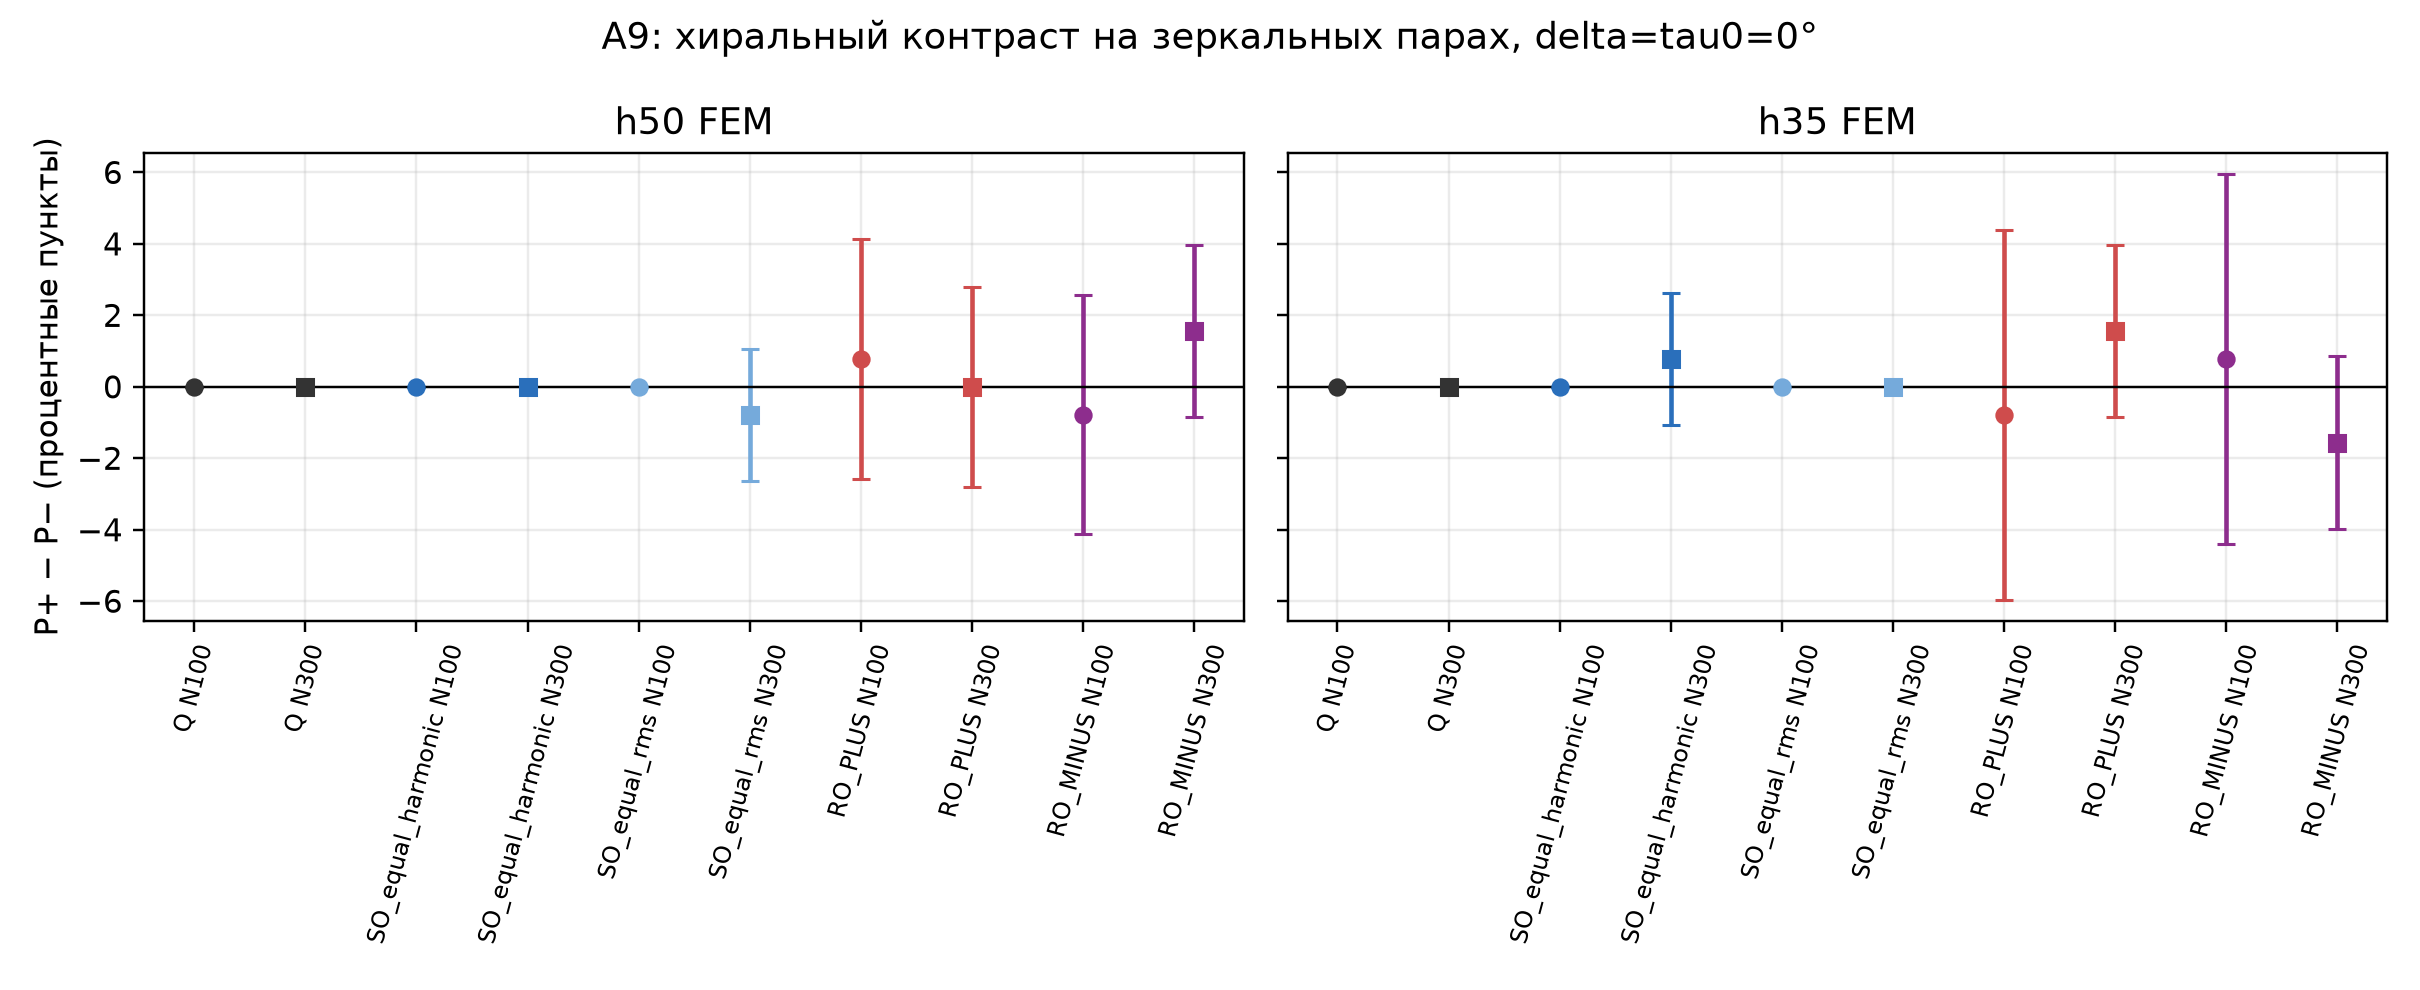 A9: хиральный контраст на зеркальных парах, delta=tau0=0°
h50 FEM
h35 FEM
P+ − P− (процентные пункты)
6
4
2
0
−2
−4
−6
Q N100
Q N300
SO_equal_harmonic N100
SO_equal_harmonic N300
SO_equal_rms N100
SO_equal_rms N300
RO_PLUS N100
RO_PLUS N300
RO_MINUS N100
RO_MINUS N300
Q N100
Q N300
SO_equal_harmonic N100
SO_equal_harmonic N300
SO_equal_rms N100
SO_equal_rms N300
RO_PLUS N100
RO_PLUS N300
RO_MINUS N100
RO_MINUS N300